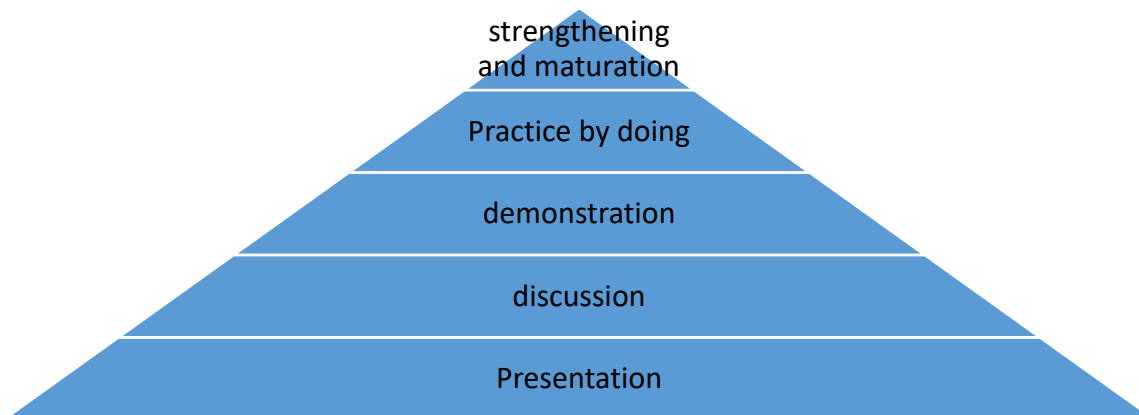 strengthening
and maturation
Practice by doing
demonstration
discussion
Presentation